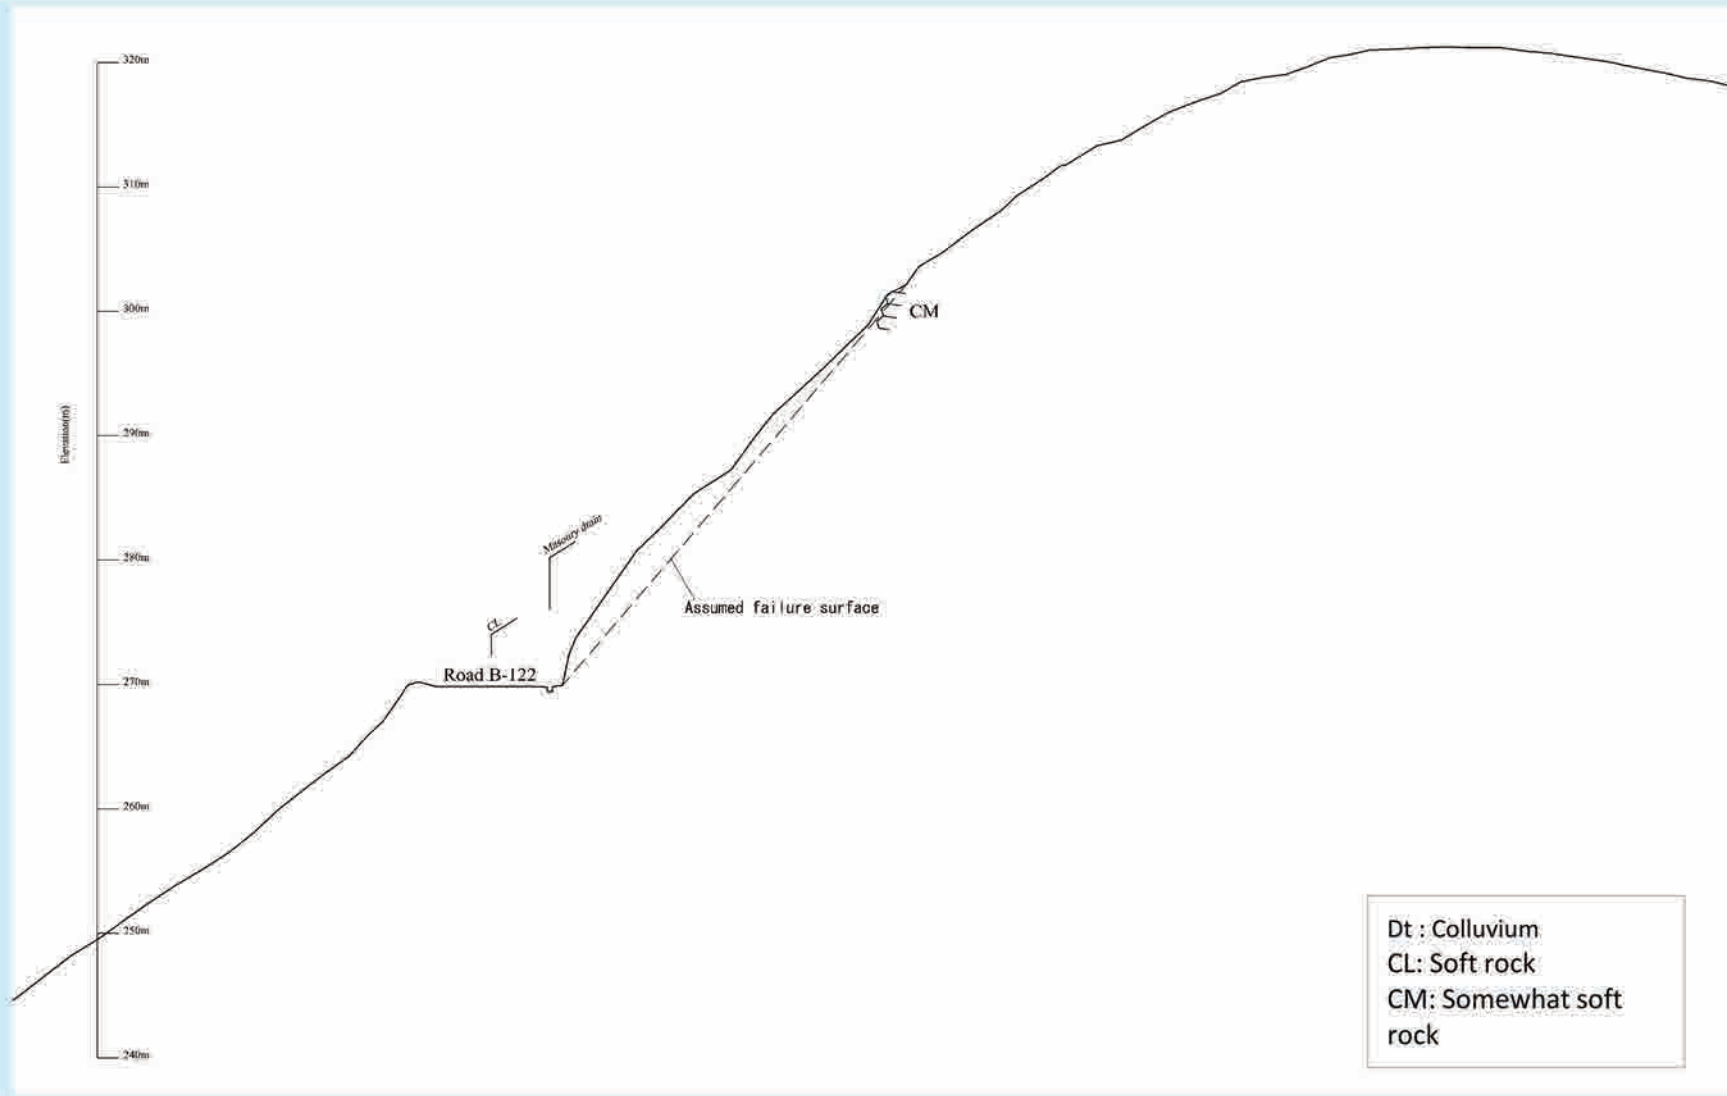 320m
310m
300m
CM
Elevation(m)
290m
Masoury drain
280m
Assumed failure surface
CL
Road B-122
270m
260m
250m
240m
Dt : Colluvium
CL: Soft rock
CM: Somewhat soft
rock